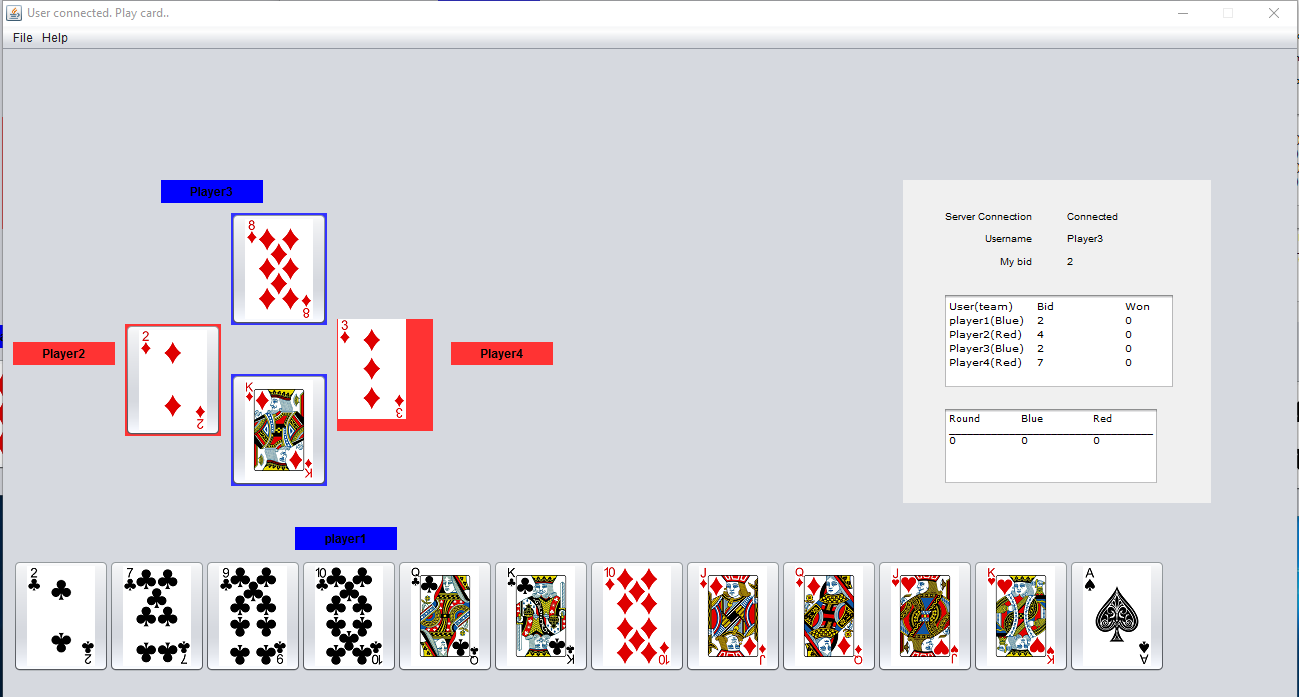 User connected. Play card..
File Help
Player3
8
8
Player2
2
2
3
3
Player4
K
K
player1
Server Connection Connected
Username Player3
My bid 2
User(team) Bid Won
player1(Blue) 2 0
Player2(Red) 4 0
Player3(Blue) 2 0
Player4(Red) 7 0
Round Blue Red
0 0 0
2 7 9 10 Q K 10 J Q J K A
2 7 9 10 Q K 10 J Q J K A